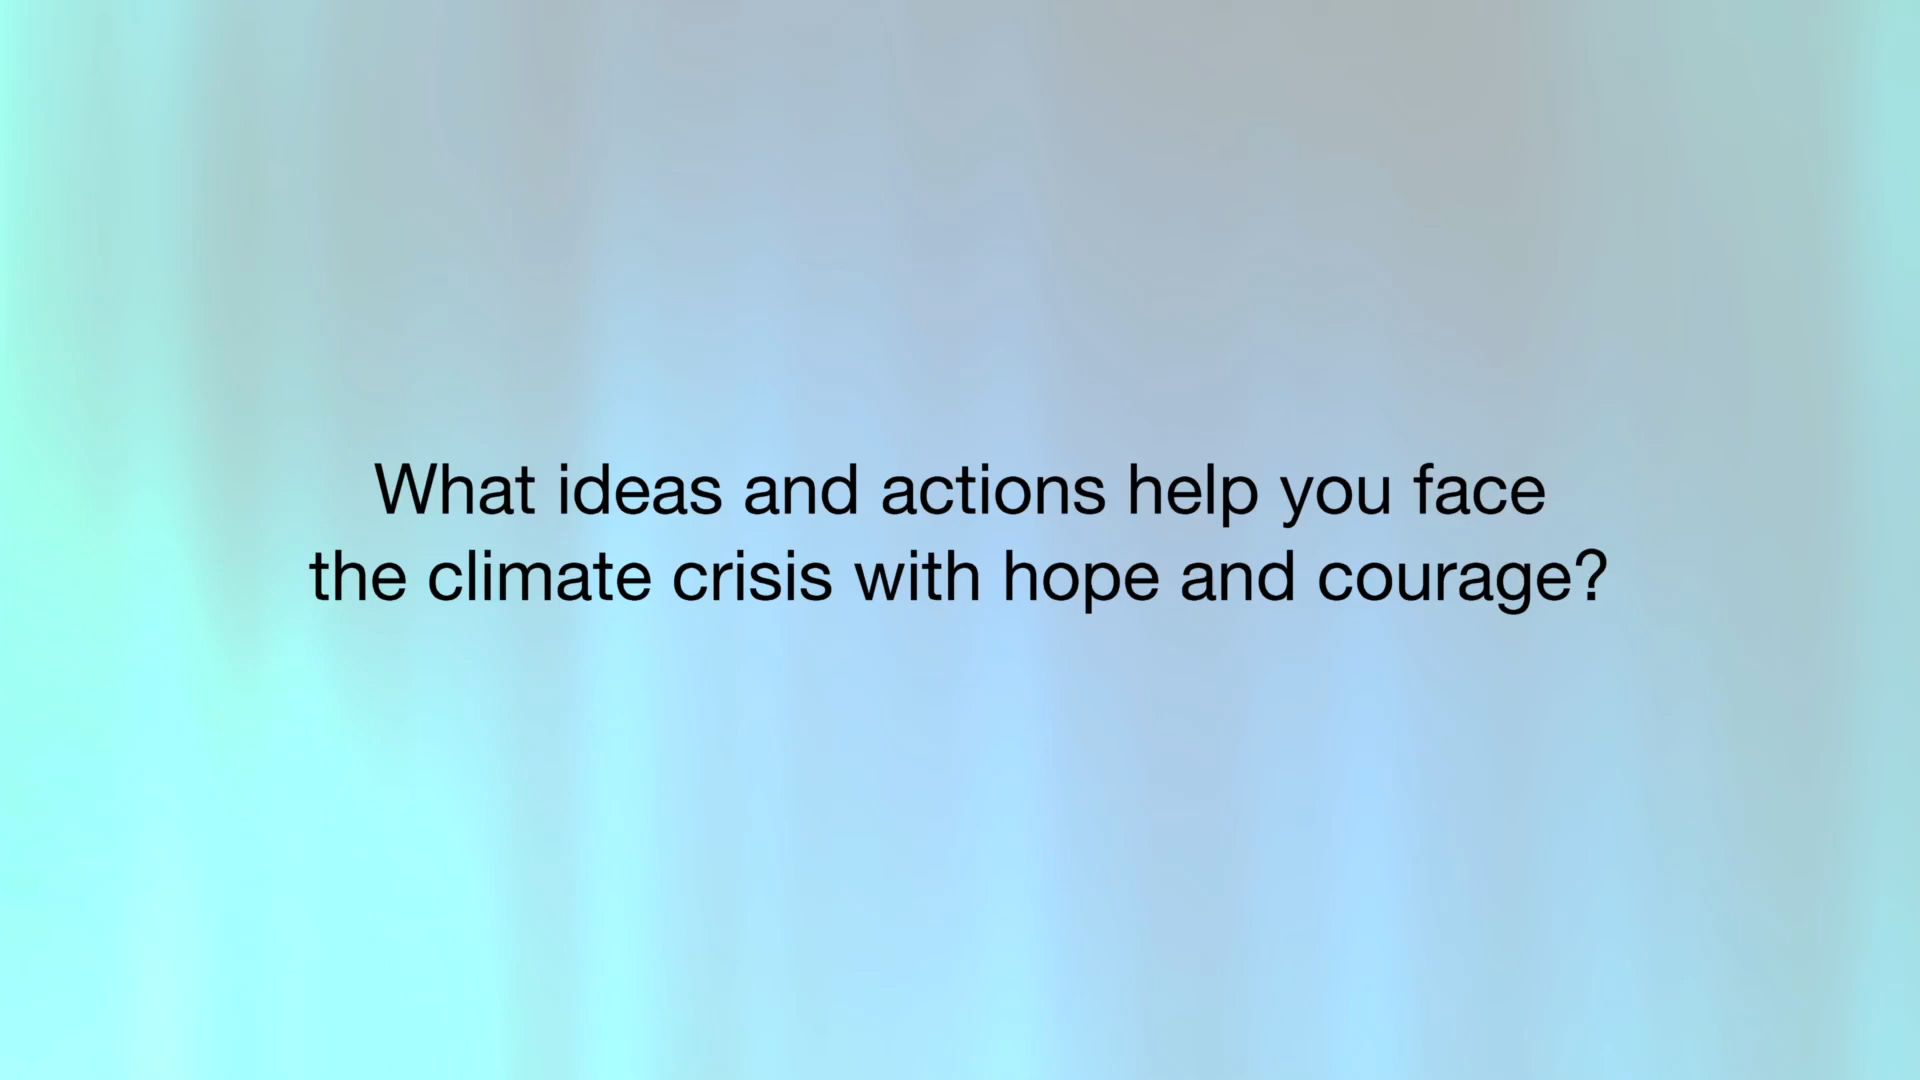 What ideas and actions help you face
the climate crisis with hope and courage?